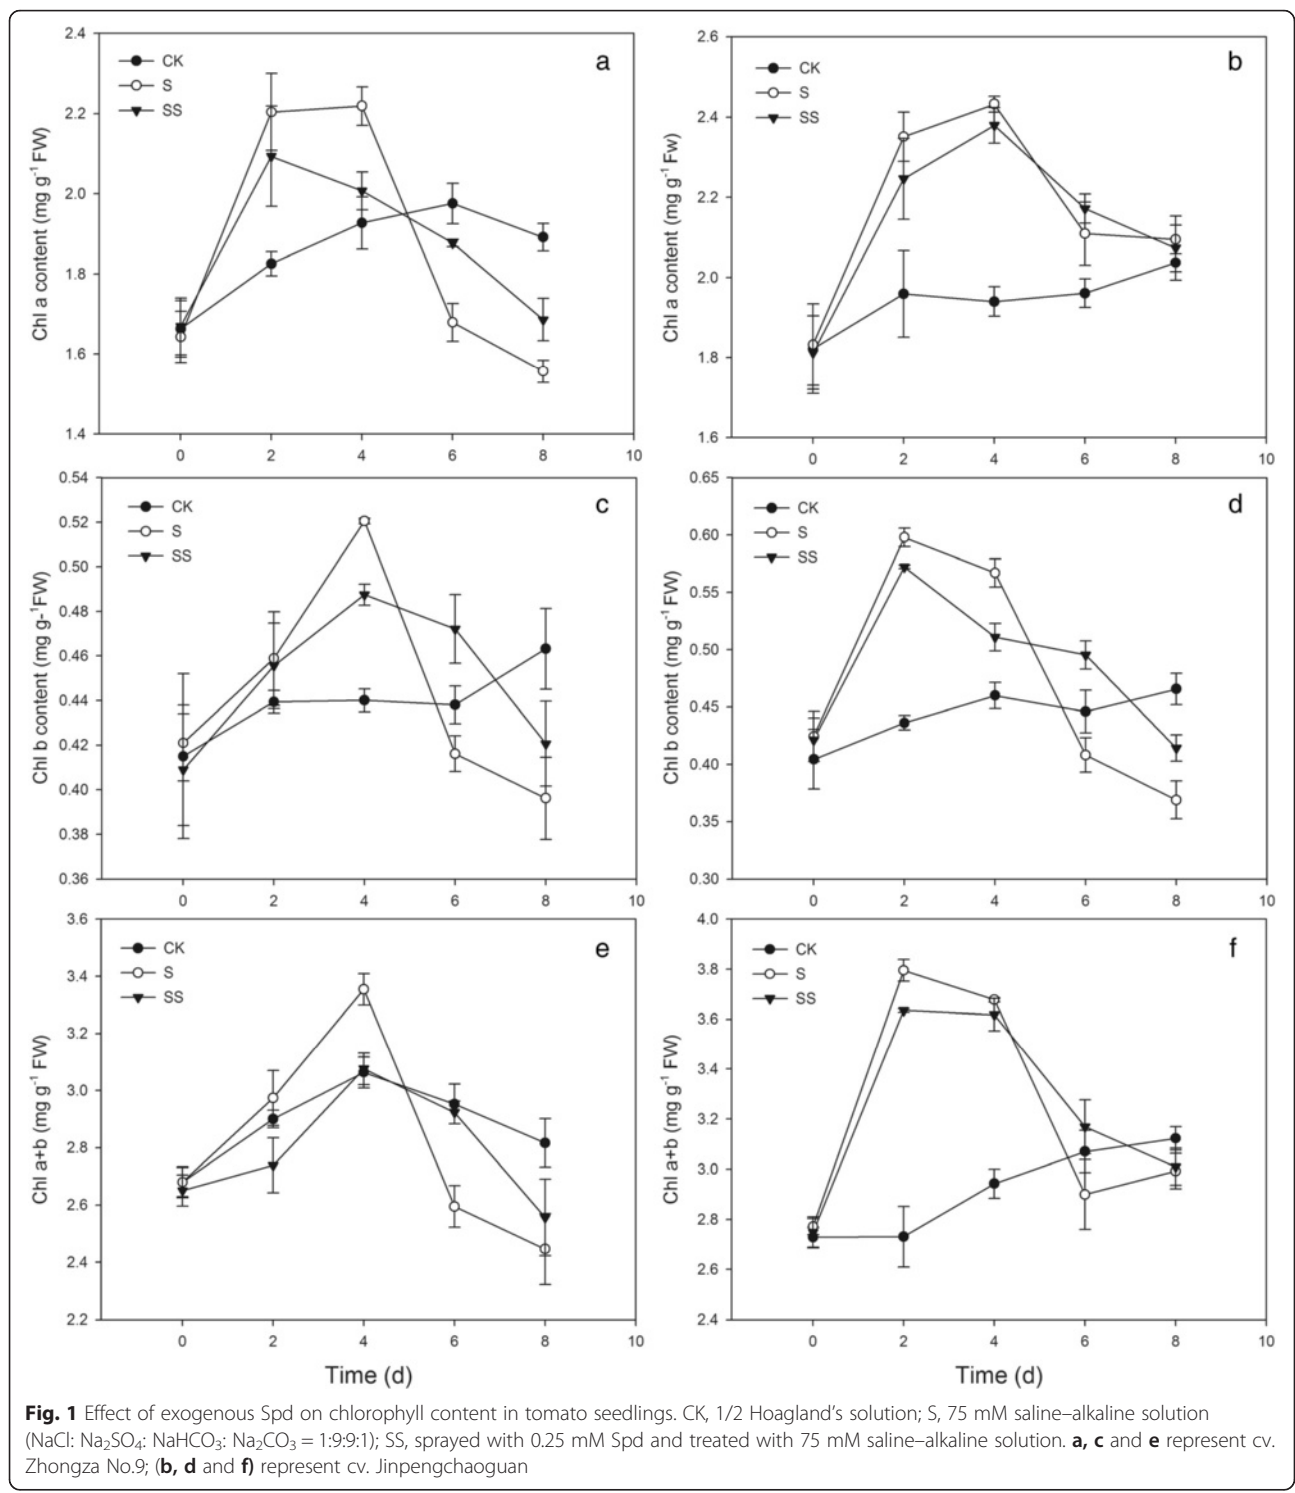 2.4
2.2
2.0
1.8
1.6
1.4
Chl a content (mg g⁻¹ FW)
CK
S
SS
a
0 2 4 6 8 10
2.6
2.4
2.2
2.0
1.8
1.6
Chl a content (mg g⁻¹ Fw)
CK
S
SS
b
0 2 4 6 8 10
0.54
0.52
0.50
0.48
0.46
0.44
0.42
0.40
0.38
0.36
Chl b content (mg g-¹FW)
CK
S
SS
c
0 2 4 6 8 10
0.65
0.60
0.55
0.50
0.45
0.40
0.35
0.30
Chl b content (mg g⁻¹ FW)
CK
S
SS
d
0 2 4 6 8 10
3.6
3.4
3.2
3.0
2.8
2.6
2.4
2.2
Chl a+b (mg g⁻¹ FW)
CK
S
SS
e
0 2 4 6 8 10
Time (d)
4.0
3.8
3.6
3.4
3.2
3.0
2.8
2.6
2.4
Chl a+b (mg g⁻¹ FW)
CK
S
SS
f
0 2 4 6 8 10
Time (d)
Fig. 1 Effect of exogenous Spd on chlorophyll content in tomato seedlings. CK, 1/2 Hoagland's solution; S, 75 mM saline–alkaline solution
(NaCl: Na₂SO₄: NaHCO₃: Na₂CO₃ = 1:9:9:1); SS, sprayed with 0.25 mM Spd and treated with 75 mM saline–alkaline solution. a, c and e represent cv.
Zhongza No.9; (b, d and f) represent cv. Jinpengchaoguan